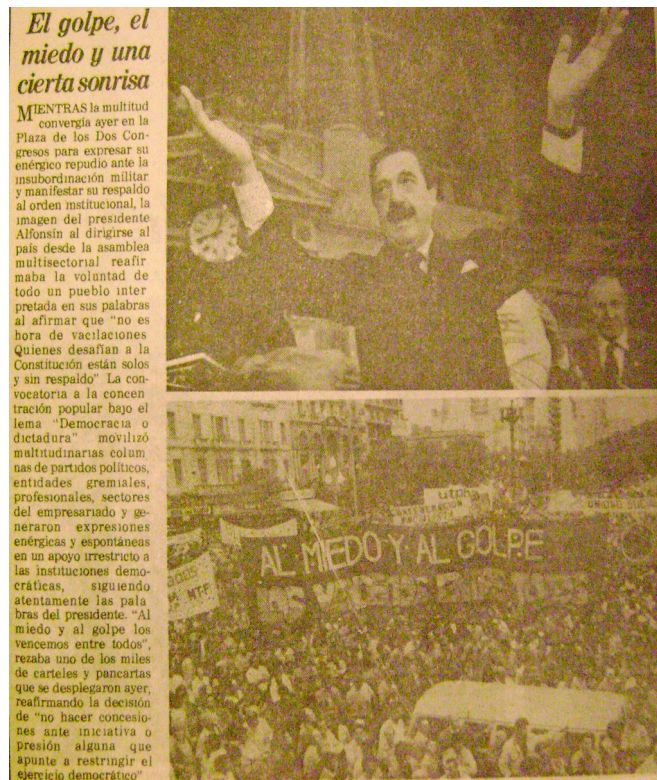 El golpe, el
miedo y una
cierta sonrisa
MIENTRAS la multitud
convergía ayer en la
Plaza de los Dos Con-
gresos para expresar su
enérgico repudio ante la
insubordinación militar
y manifestar su respaldo
al orden institucional, la
imagen del presidente
Alfonsín al dirigirse al
país desde la asamblea
multisectorial reafir
maba la voluntad de
todo un pueblo inter
pretada en sus palabras
al afirmar que "no es
hora de vacilaciones
Quienes desafían a la
Constitución están solos
y sin respaldo" La con-
vocatoria a la concen
tración popular bajo el
lema "Democracia o
dictadura" movilizó
multitudinarias colum
nas de partidos políticos,
entidades gremiales,
profesionales, sectores
del empresariado y ge-
neraron expresiones
enérgicas y espontáneas
en un apoyo irrestricto a
las instituciones demo-
cráticas, siguiendo
atentamente las pala
bras del presidente. "Al
miedo y al golpe los
vencemos entre todos",
rezaba uno de los miles
de carteles y pancartas
que se desplegaron ayer,
reafirmando la decisión
de "no hacer concesio-
nes ante iniciativa o
presión alguna que
apunte a restringir el
ejercicio democrático"
AL MIEDO Y AL GOLPE
LOS VENCEMOS ENTRE TODOS